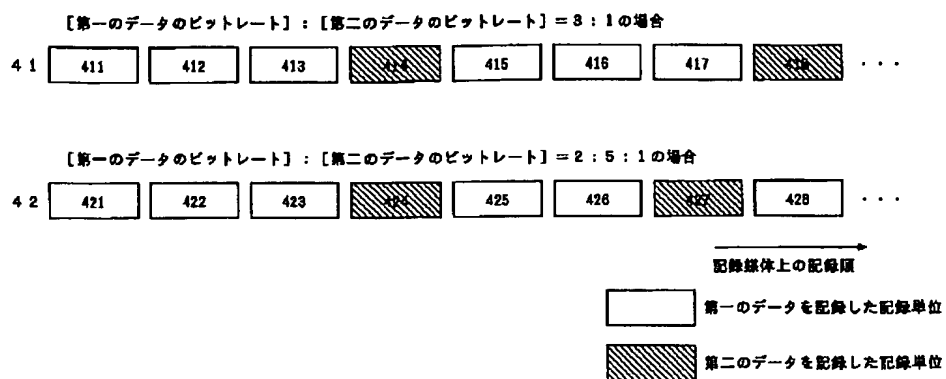 ［第一のデータのビットレート］：［第二のデータのビットレート］＝3：1の場合
41 411 412 413 414 415 416 417 418 ・・・
［第一のデータのビットレート］：［第二のデータのビットレート］＝2：5：1の場合
42 421 422 423 424 425 426 427 428 ・・・
記録媒体上の記録順
第一のデータを記録した記録単位
第二のデータを記録した記録単位